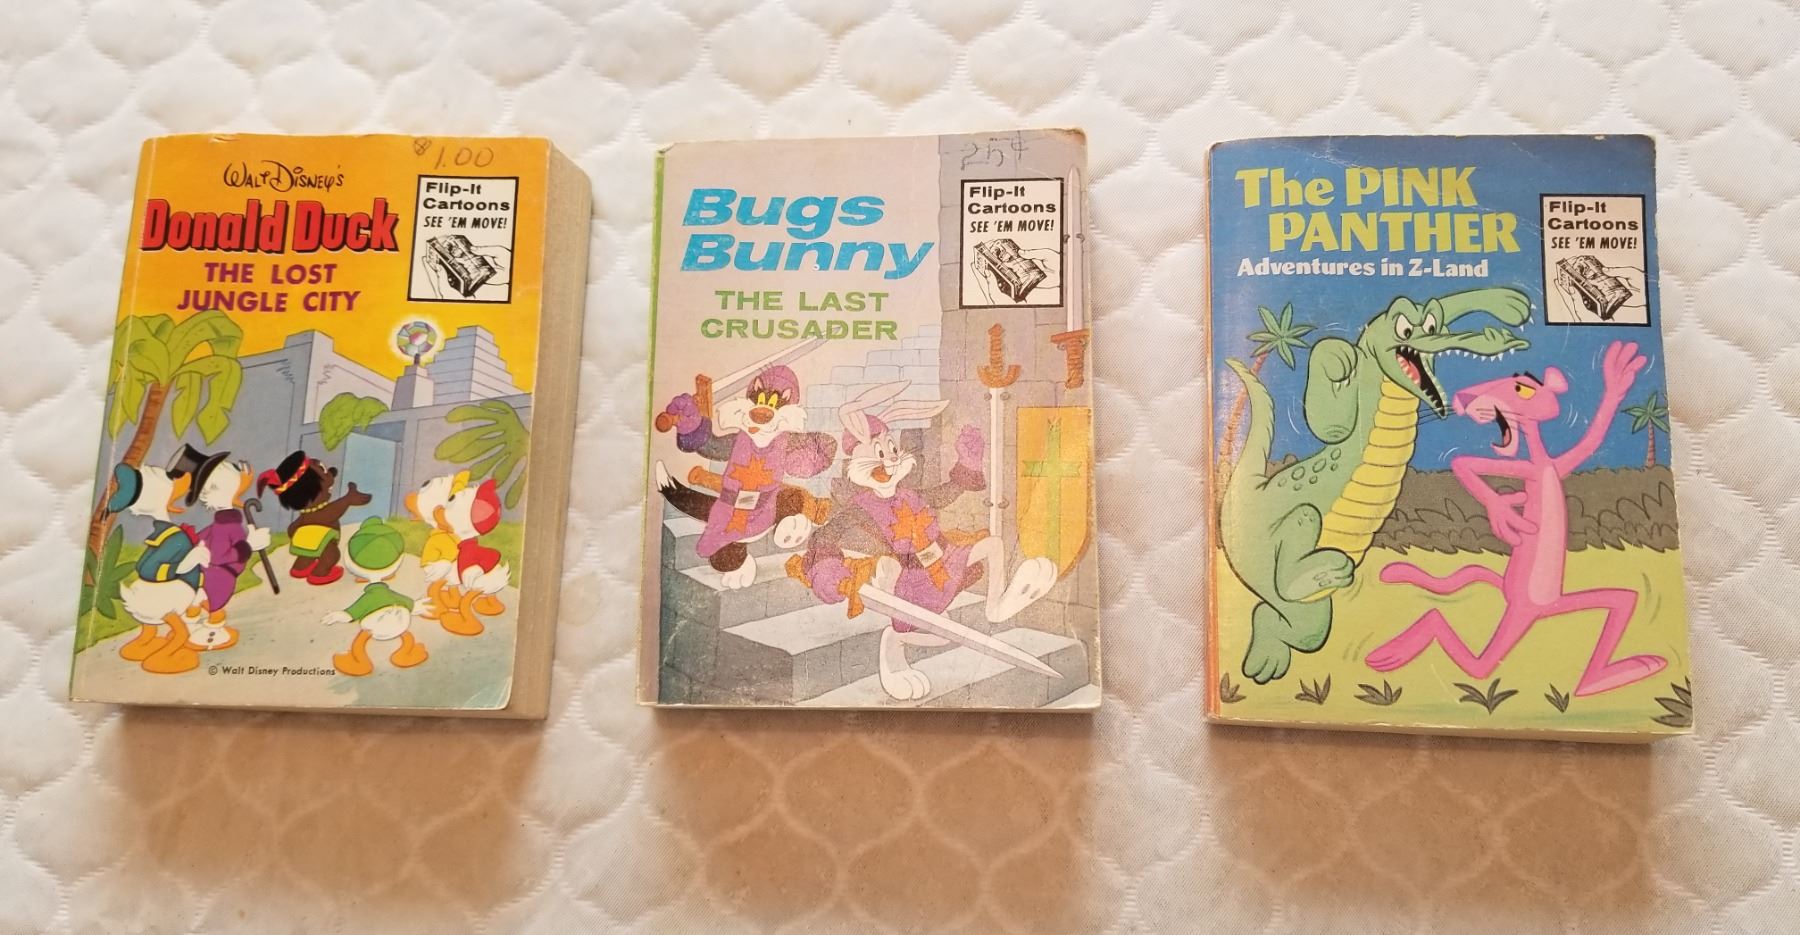 $1.00
Walt Disney's
Donald Duck
THE LOST
JUNGLE CITY
Flip-It
Cartoons
SEE 'EM MOVE!
© Walt Disney Productions
25¢
Bugs
Bunny
THE LAST
CRUSADER
Flip-It
Cartoons
SEE 'EM MOVE!
The PINK
PANTHER
Adventures in Z-Land
Flip-It
Cartoons
SEE 'EM MOVE!